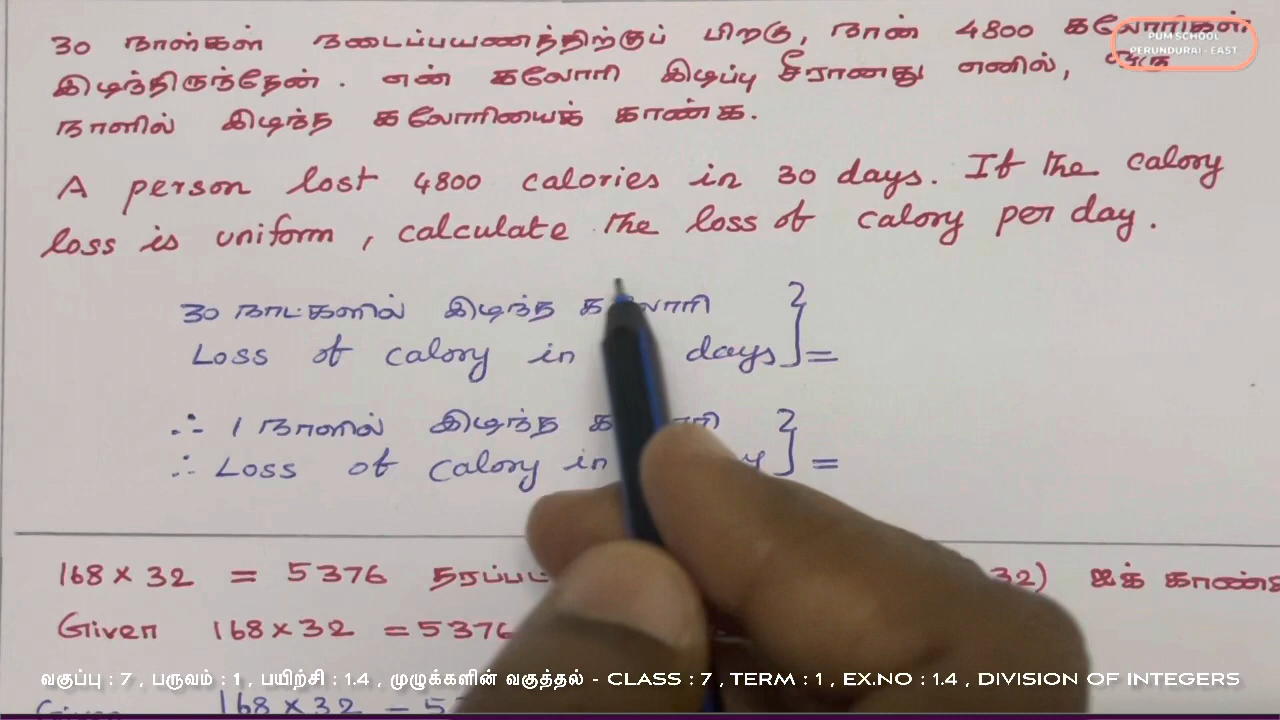 30 நாள்கள் நடைப்பயணத்திற்குப் பிறகு, நான் 4800 கலோரிகள்
PUM SCHOOL
PERUNDURAI - EAST
இழந்திருந்தேன். என் கலோரி இழப்பு சீரானது எனில்,
நாளில் இழந்த கலோரியைக் காண்க.
A person lost 4800 calories in 30 days. If the calory
loss is uniform, calculate the loss of calory per day.
30 நாட்களில் இழந்த
Loss of calory in days } =
∴ 1 நாளில் இழந்த
∴ Loss of calory in } =
168 × 32 = 5376 32) ஐக்
Given 168 × 32 = 5376
வகுப்பு : 7 , பருவம் : 1 , பயிற்சி : 1.4 , முழுக்களின் வகுத்தல் - CLASS : 7 , TERM : 1 , EX.NO : 1.4 , DIVISION OF INTEGERS
168 × 32